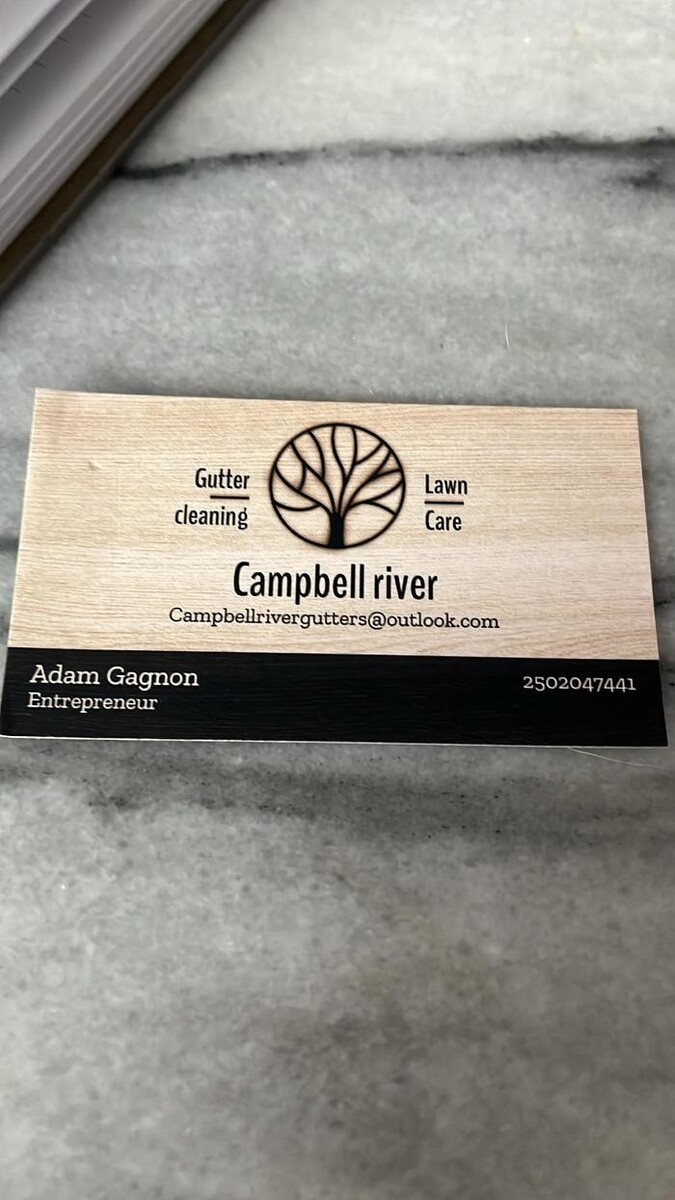 Gutter
cleaning
Lawn
Care
Campbell river
Campbellrivergutters@outlook.com
Adam Gagnon
Entrepreneur
2502047441